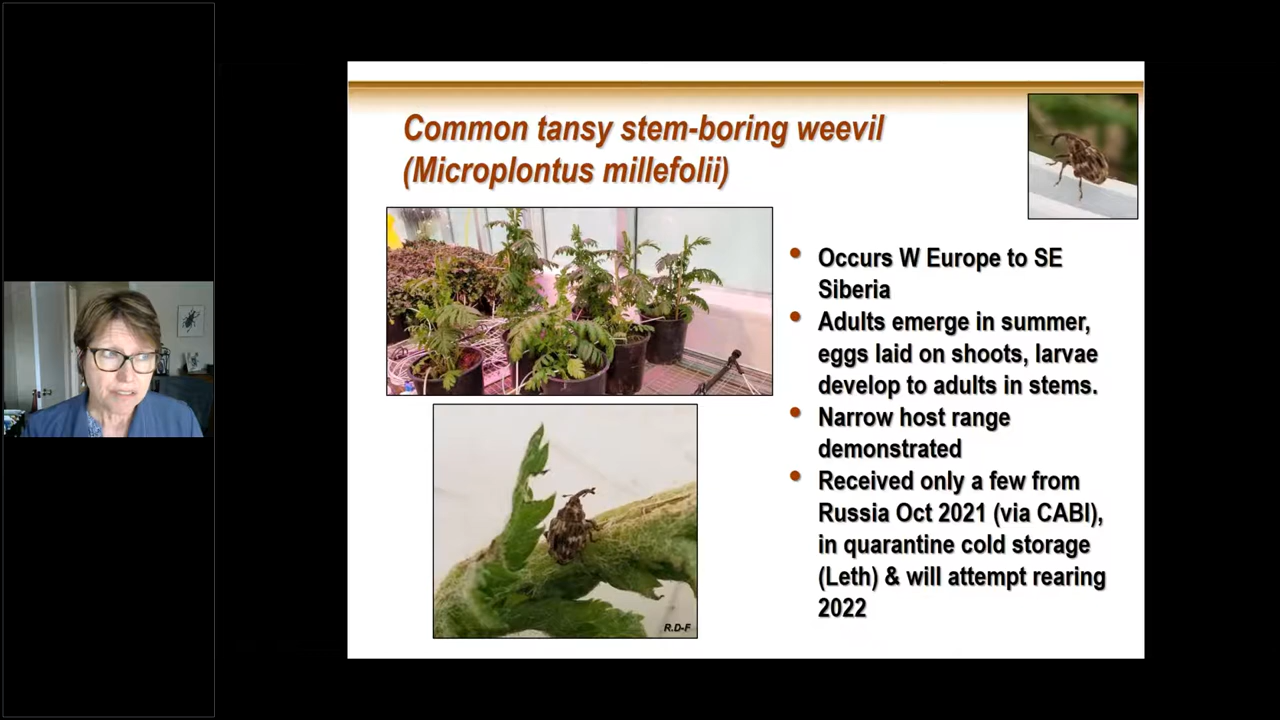 Common tansy stem-boring weevil
(Microplontus millefolii)
Occurs W Europe to SE
Siberia
Adults emerge in summer,
eggs laid on shoots, larvae
develop to adults in stems.
Narrow host range
demonstrated
Received only a few from
Russia Oct 2021 (via CABI),
in quarantine cold storage
(Leth) & will attempt rearing
2022
R.D-F